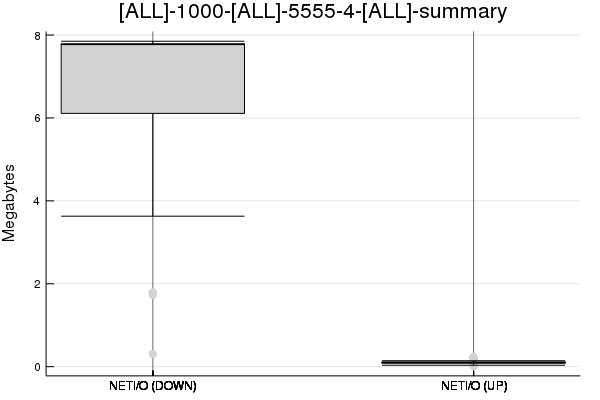 [ALL]-1000-[ALL]-5555-4-[ALL]-summary
Megabytes
8
6
4
2
0
NETI/O (DOWN)
NETI/O (UP)